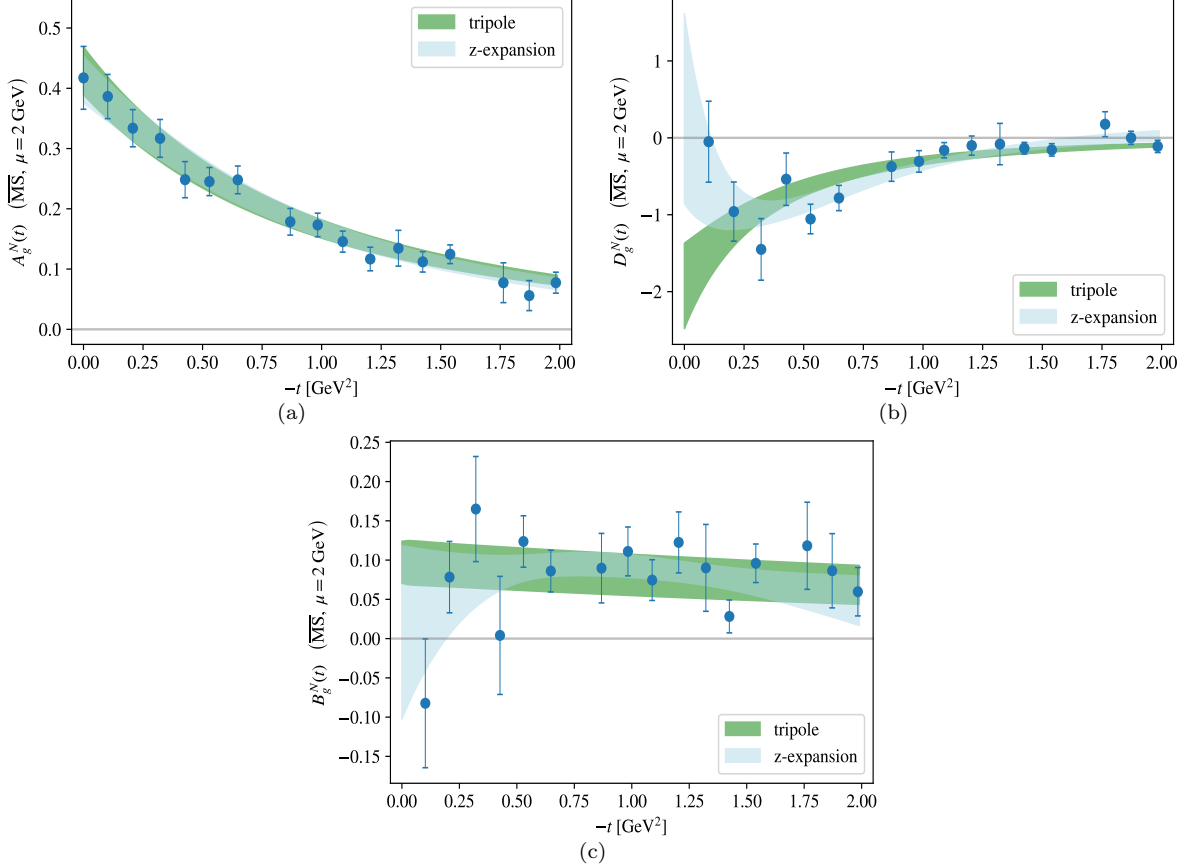 0.5
0.4
0.3
0.2
0.1
0.0
A_g^N(t) (\overline{MS}, μ = 2 GeV)
tripole
z-expansion
0.00 0.25 0.50 0.75 1.00 1.25 1.50 1.75 2.00
−t [GeV²]
(a)
1
0
−1
−2
D_g^N(t) (\overline{MS}, μ = 2 GeV)
tripole
z-expansion
0.00 0.25 0.50 0.75 1.00 1.25 1.50 1.75 2.00
−t [GeV²]
(b)
0.25
0.20
0.15
0.10
0.05
0.00
−0.05
−0.10
−0.15
B_g^N(t) (\overline{MS}, μ = 2 GeV)
tripole
z-expansion
0.00 0.25 0.50 0.75 1.00 1.25 1.50 1.75 2.00
−t [GeV²]
(c)